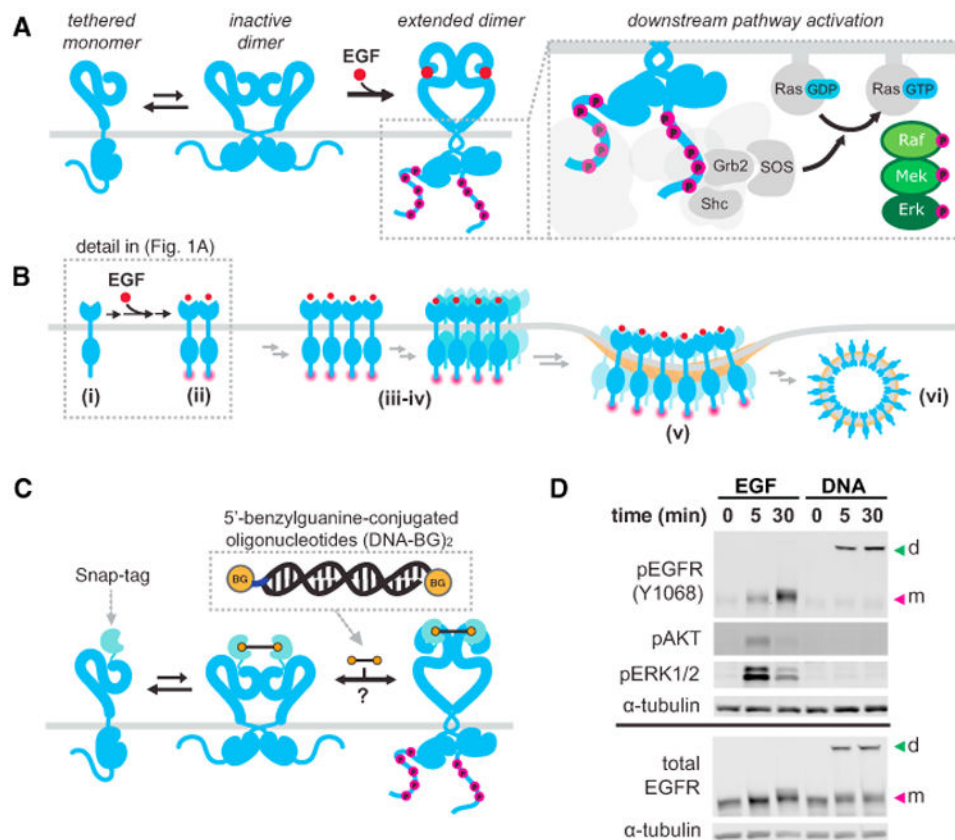 A
tethered
monomer
inactive
dimer
extended dimer
downstream pathway activation
EGF
P P P P P P P P P P
P P P P P P P P
Ras GDP
Ras GTP
Grb2
SOS
Shc
Raf P
Mek P
Erk P
detail in (Fig. 1A)
B
EGF
(i)
(ii)
(iii-iv)
(v)
(vi)
C
5'-benzylguanine-conjugated
oligonucleotides (DNA-BG)₂
BG BG
Snap-tag
?
P P P P P P P P P P
D
EGF DNA
time (min) 0 5 30 0 5 30
pEGFR
(Y1068)
d
m
pAKT
pERK1/2
α-tubulin
total
EGFR
d
m
α-tubulin